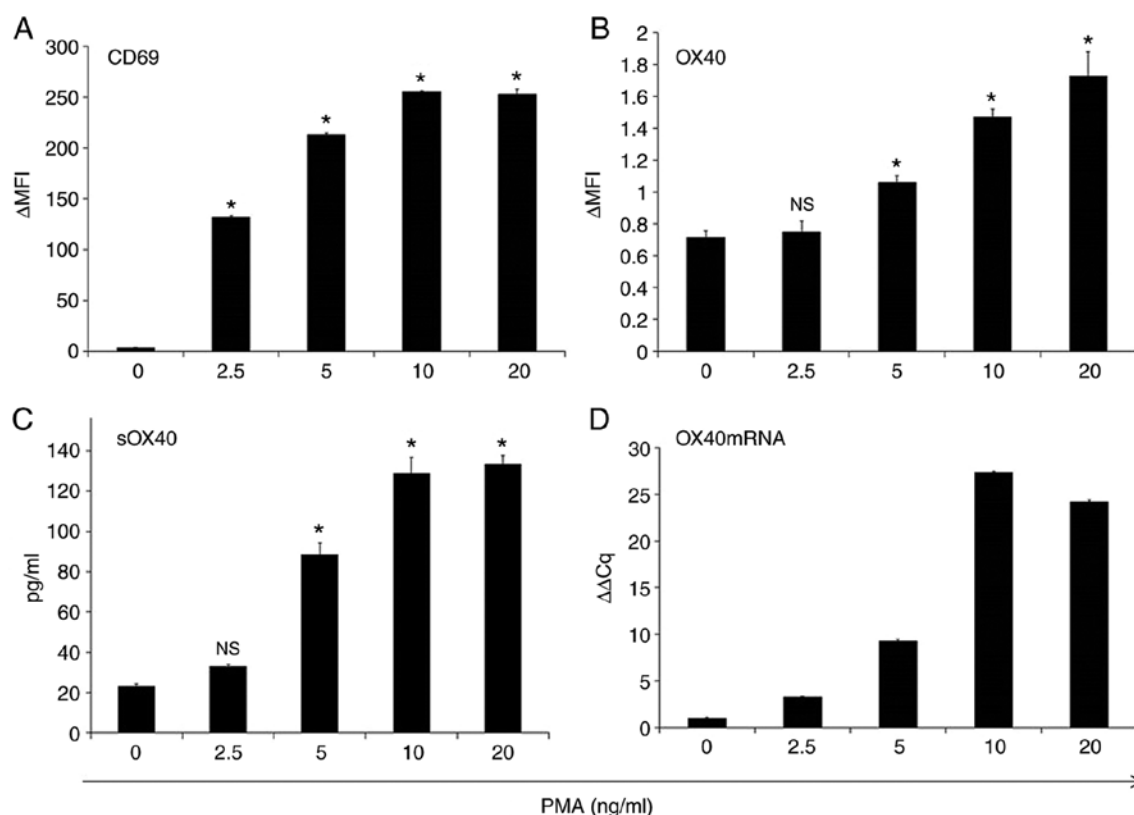 A
CD69
ΔMFI
300
250
200
150
100
50
0
*
*
*
*
0 2.5 5 10 20
B
OX40
ΔMFI
2
1.8
1.6
1.4
1.2
1
0.8
0.6
0.4
0.2
0
NS
*
*
*
0 2.5 5 10 20
C
sOX40
pg/ml
140
120
100
80
60
40
20
0
NS
*
*
*
0 2.5 5 10 20
D
OX40mRNA
ΔΔCq
30
25
20
15
10
5
0
0 2.5 5 10 20
PMA (ng/ml)